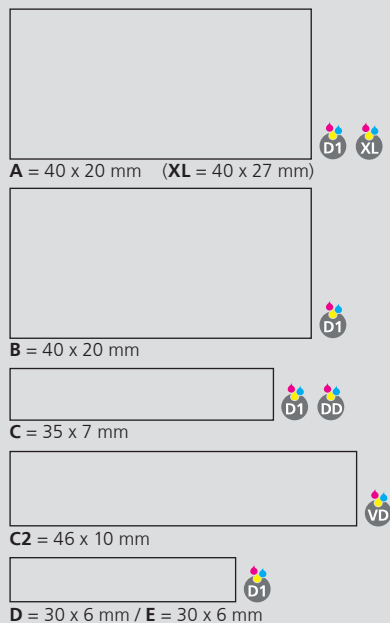 D1 XL
A = 40 x 20 mm (XL = 40 x 27 mm)
D1
B = 40 x 20 mm
D1 DD
C = 35 x 7 mm
VD
C2 = 46 x 10 mm
D1
D = 30 x 6 mm / E = 30 x 6 mm